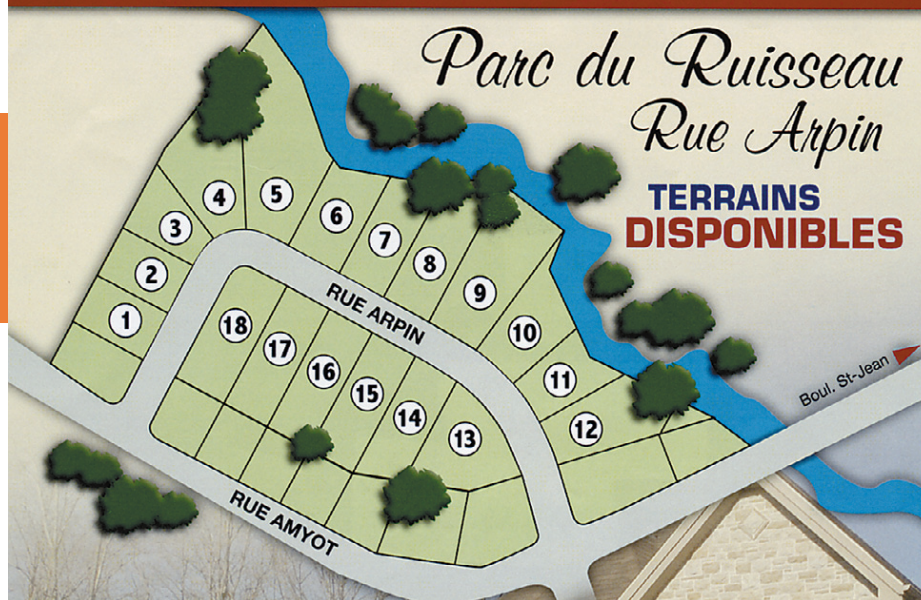 Parc du Ruisseau
Rue Arpin
TERRAINS
DISPONIBLES
1
2
3
4
5
6
7
8
9
10
11
12
13
14
15
16
17
18
RUE ARPIN
RUE AMYOT
Boul. St-Jean